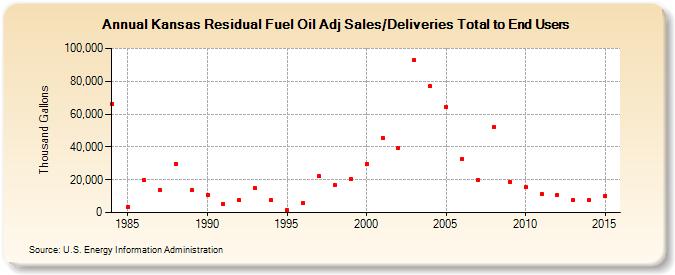 Annual Kansas Residual Fuel Oil Adj Sales/Deliveries Total to End Users
Thousand Gallons
100,000
80,000
60,000
40,000
20,000
0
1985 1990 1995 2000 2005 2010 2015
Source: U.S. Energy Information Administration